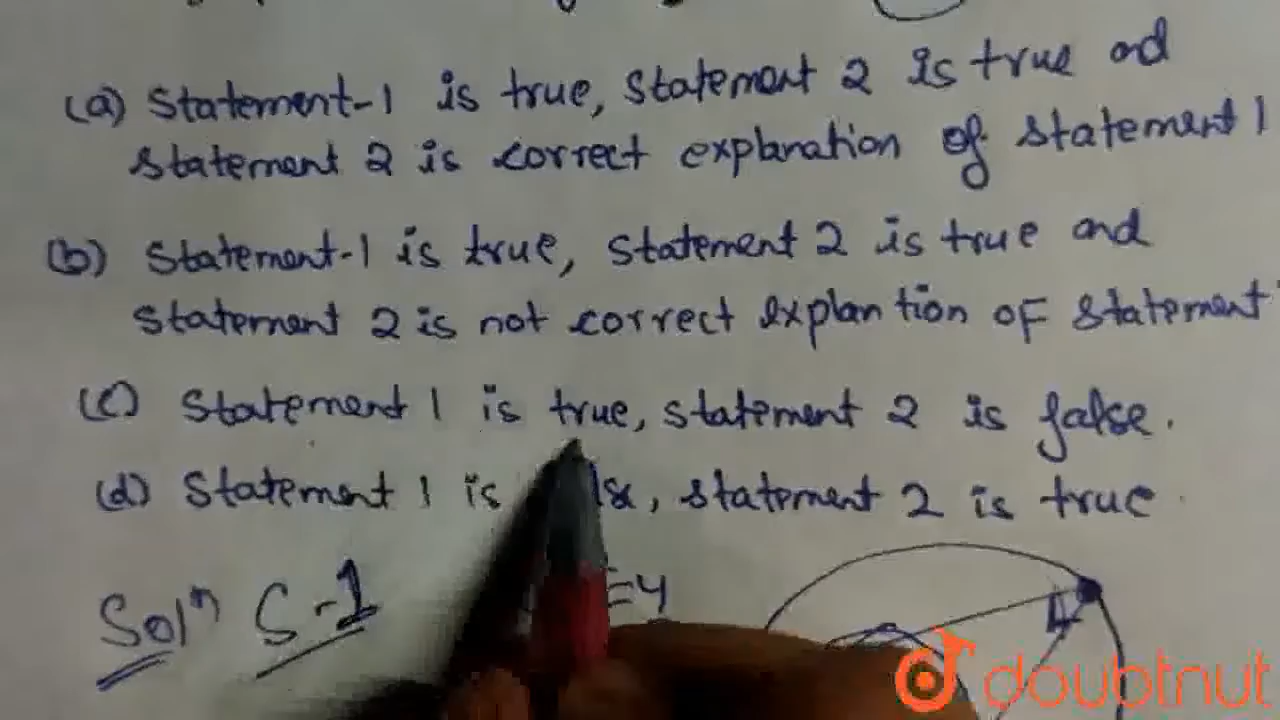 (a) Statement-1 is true, Statement 2 is true and
Statement 2 is correct explanation of Statement 1
(b) Statement-1 is true, Statement 2 is true and
Statement 2 is not correct explantion of Statement
(c) Statement 1 is true, Statement 2 is false.
(d) Statement 1 is , Statement 2 is true.
Solⁿ S-1 =4
doubtnut